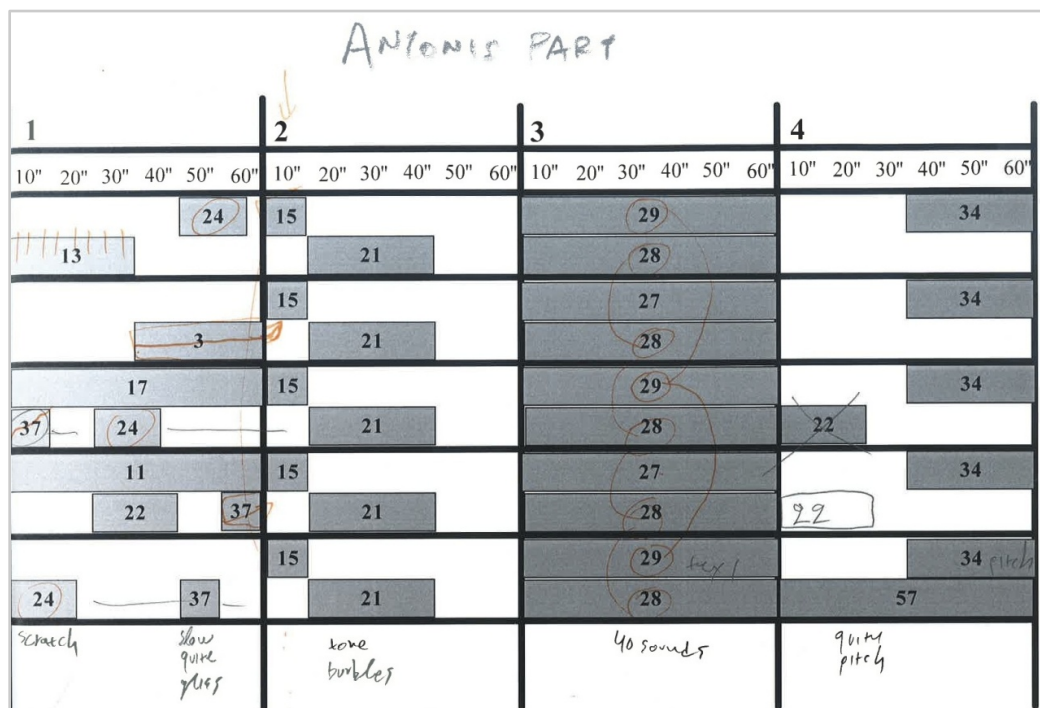 ANTONIS PART
1 2 3 4
10" 20" 30" 40" 50" 60" 10" 20" 30" 40" 50" 60" 10" 20" 30" 40" 50" 60" 10" 20" 30" 40" 50" 60"
24 15 29 34
13 21 28
15 27 34
3 21 28
17 15 29 34
37 24 21 28 22
11 15 27 34
22 37 21 28 22
15 29 text 34 pitch
24 37 21 28 57
scratch slow tone 40 sounds quity
quite burbles pitch
gliss